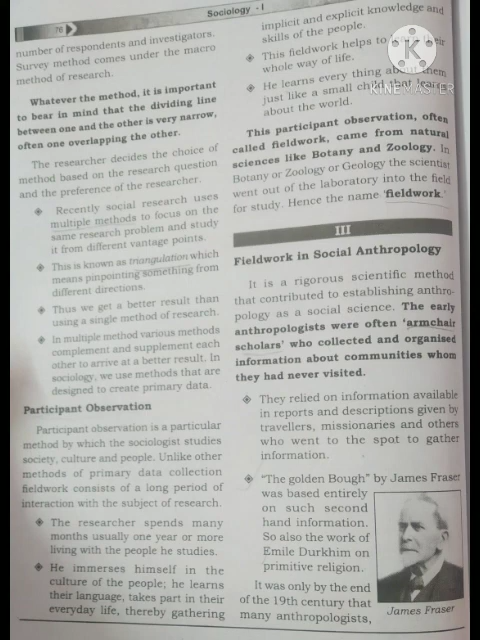 76
Sociology - I
number of respondents and investigators.
Survey method comes under the macro
method of research.
Whatever the method, it is important
to bear in mind that the dividing line
between one and the other is very narrow,
often one overlapping the other.
The researcher decides the choice of
method based on the research question
and the preference of the researcher.
Recently social research uses
multiple methods to focus on the
same research problem and study
it from different vantage points.
This is known as triangulation which
means pinpointing something from
different directions.
Thus we get a better result than
using a single method of research.
In multiple method various methods
complement and supplement each
other to arrive at a better result. In
sociology, we use methods that are
designed to create primary data.
Participant Observation
Participant observation is a particular
method by which the sociologist studies
society, culture and people. Unlike other
methods of primary data collection
fieldwork consists of a long period of
interaction with the subject of research.
The researcher spends many
months usually one year or more
living with the people he studies.
He immerses himself in the
culture of the people; he learns
their language, takes part in their
everyday life, thereby gathering
implicit and explicit knowledge and
skills of the people.
This fieldwork helps to their
whole way of life.
He learns every thing about them
just like a small child that learns
about the world.
KINEMASTER
This participant observation, often
called fieldwork, came from natural
sciences like Botany and Zoology. In
Botany or Zoology or Geology the scientist
went out of the laboratory into the field
for study. Hence the name 'fieldwork.'
III
Fieldwork in Social Anthropology
It is a rigorous scientific method
that contributed to establishing anthro-
pology as a social science. The early
anthropologists were often 'armchair
scholars' who collected and organised
information about communities whom
they had never visited.
They relied on information available
in reports and descriptions given by
travellers, missionaries and others
who went to the spot to gather
information.
"The golden Bough" by James Fraser
was based entirely
on such second
hand information.
So also the work of
Emile Durkhim on
primitive religion.
It was only by the end
of the 19th century that
many anthropologists,
James Fraser